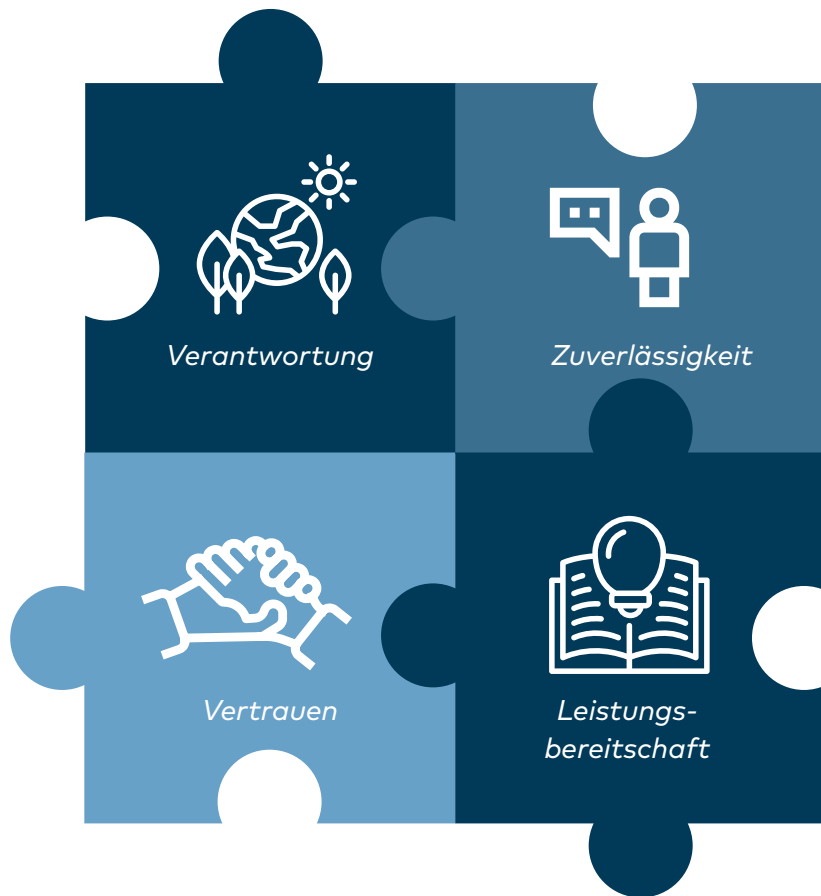 Verantwortung
Zuverlässigkeit
Vertrauen
Leistungs-
bereitschaft